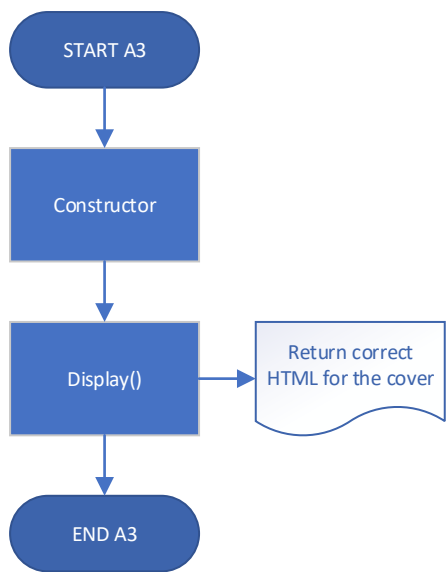 START A3
Constructor
Display()
Return correct
HTML for the cover
END A3